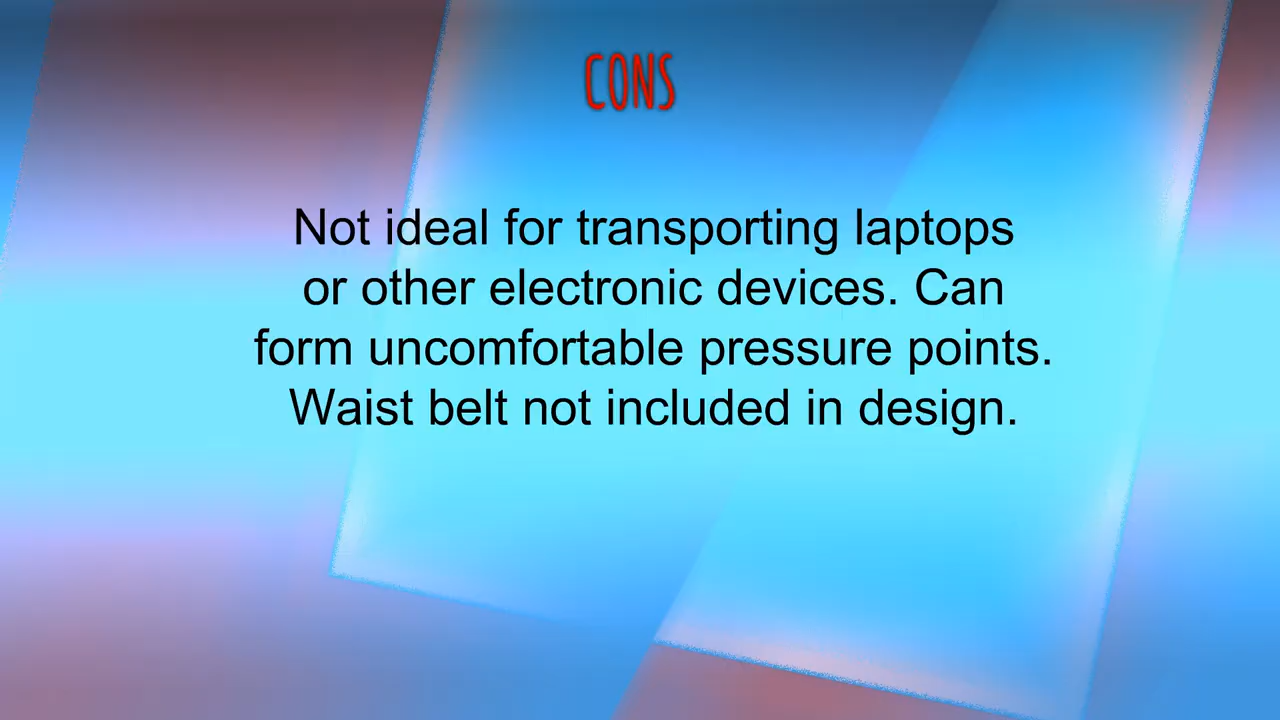 CONS
Not ideal for transporting laptops
or other electronic devices. Can
form uncomfortable pressure points.
Waist belt not included in design.